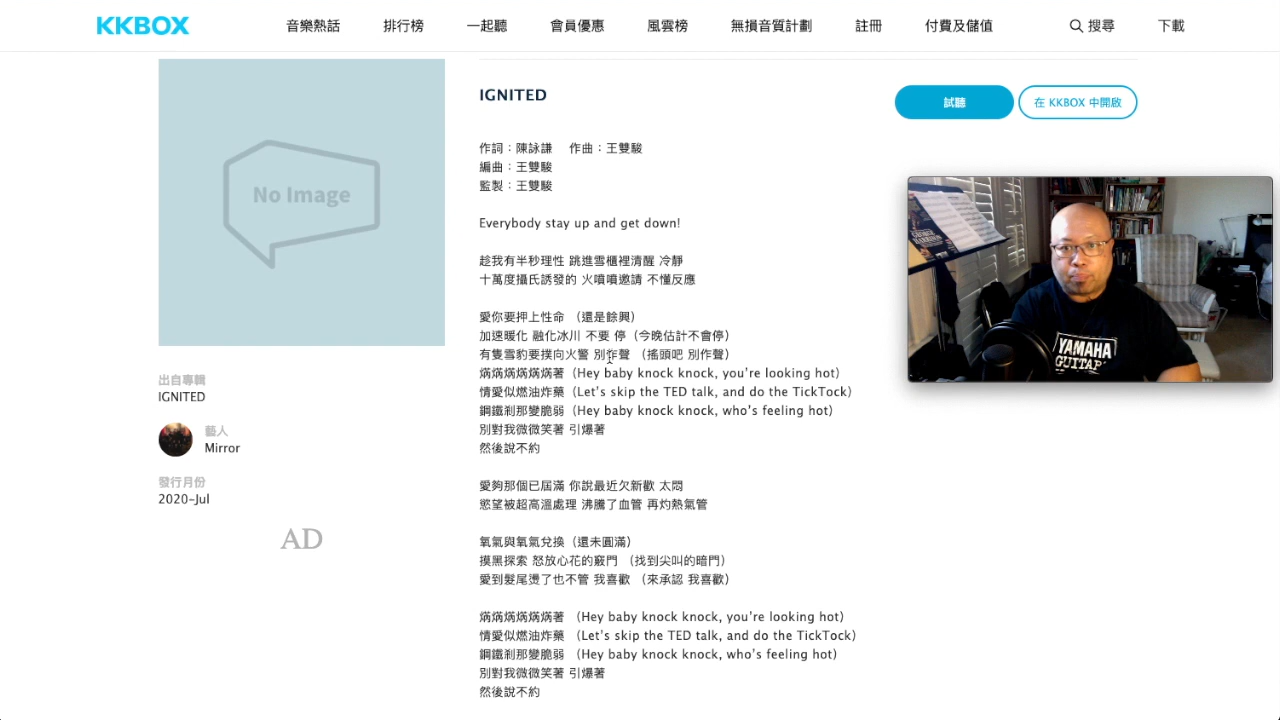 KKBOX
音樂熱話 排行榜 一起聽 會員優惠 風雲榜 無損音質計劃 註冊 付費及儲值 搜尋 下載
No Image
出自專輯
IGNITED
藝人
Mirror
發行月份
2020-Jul
AD
IGNITED
試聽
在 KKBOX 中開啟
作詞：陳詠謙 作曲：王雙駿
編曲：王雙駿
監製：王雙駿
Everybody stay up and get down!
趁我有半秒理性 跳進雪櫃裡清醒 冷靜
十萬度攝氏誘發的 火噴噴邀請 不懂反應
愛你要押上性命 （還是餘興）
加速暖化 融化冰川 不要 停（今晚估計不會停）
有隻雪豹要撲向火警 別作聲 （搖頭吧 別作聲）
㷫㷫㷫㷫㷫㷫著（Hey baby knock knock, you’re looking hot）
情愛似燃油炸藥（Let’s skip the TED talk, and do the TickTock）
鋼鐵剎那變脆弱（Hey baby knock knock, who’s feeling hot）
別對我微微笑著 引爆著
然後說不約
愛夠那個已屆滿 你說最近欠新歡 太悶
慾望被超高溫處理 沸騰了血管 再灼熱氣管
氧氣與氧氣兌換（還未圓滿）
摸黑探索 怒放心花的竅門 （找到尖叫的暗門）
愛到髮尾燙了也不管 我喜歡 （來承認 我喜歡）
㷫㷫㷫㷫㷫㷫著 （Hey baby knock knock, you’re looking hot）
情愛似燃油炸藥 （Let’s skip the TED talk, and do the TickTock）
鋼鐵剎那變脆弱 （Hey baby knock knock, who’s feeling hot）
別對我微微笑著 引爆著
然後說不約
YAMAHA
GUITAR